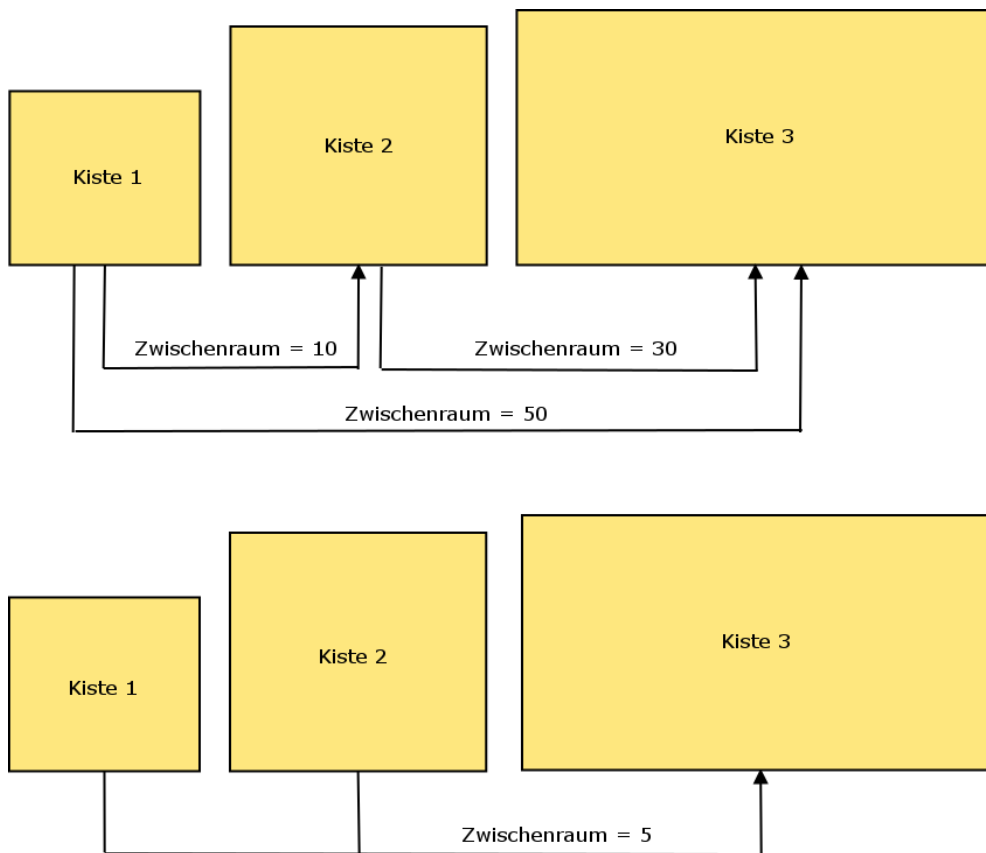 Kiste 1
Kiste 2
Kiste 3
Zwischenraum = 10
Zwischenraum = 30
Zwischenraum = 50
Kiste 1
Kiste 2
Kiste 3
Zwischenraum = 5